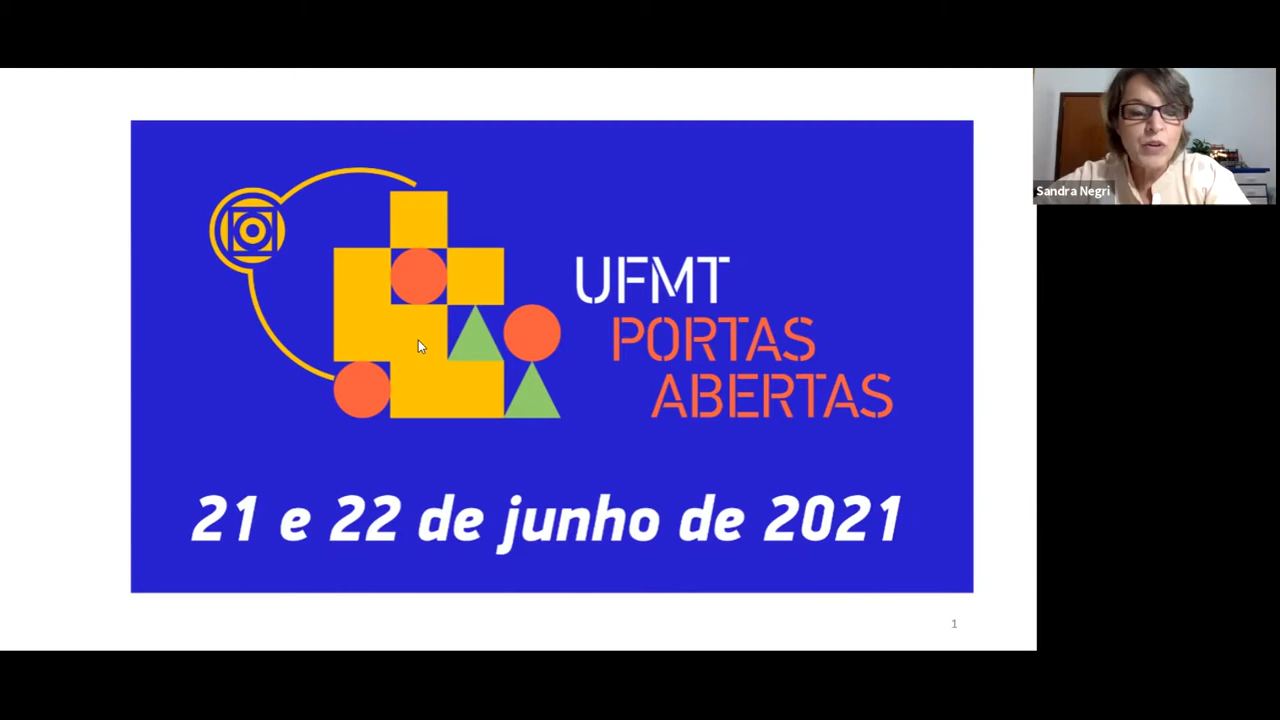 UFMT
PORTAS
ABERTAS
21 e 22 de junho de 2021
1
Sandra Negri